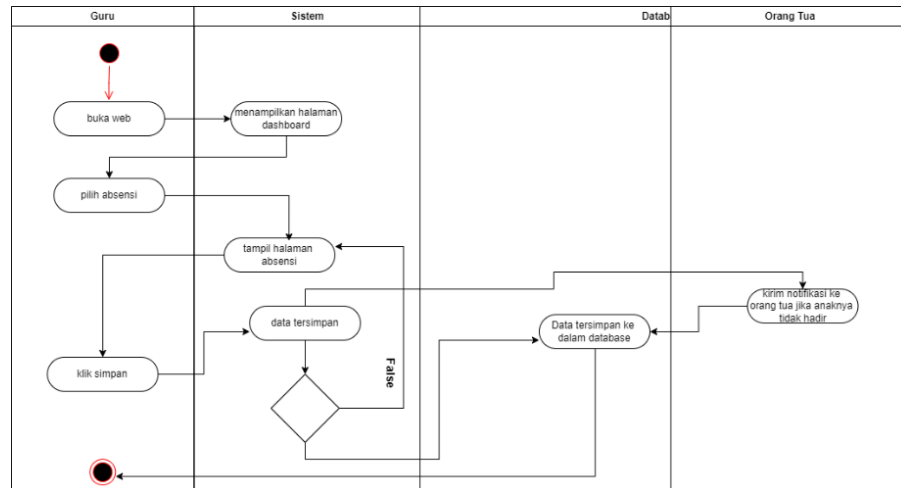 Guru
Sistem
Datab
Orang Tua
buka web
menampilkan halaman
dashboard
pilih absensi
tampil halaman
absensi
kirim notifikasi ke
orang tua jika anaknya
tidak hadir
data tersimpan
Data tersimpan ke
dalam database
klik simpan
False